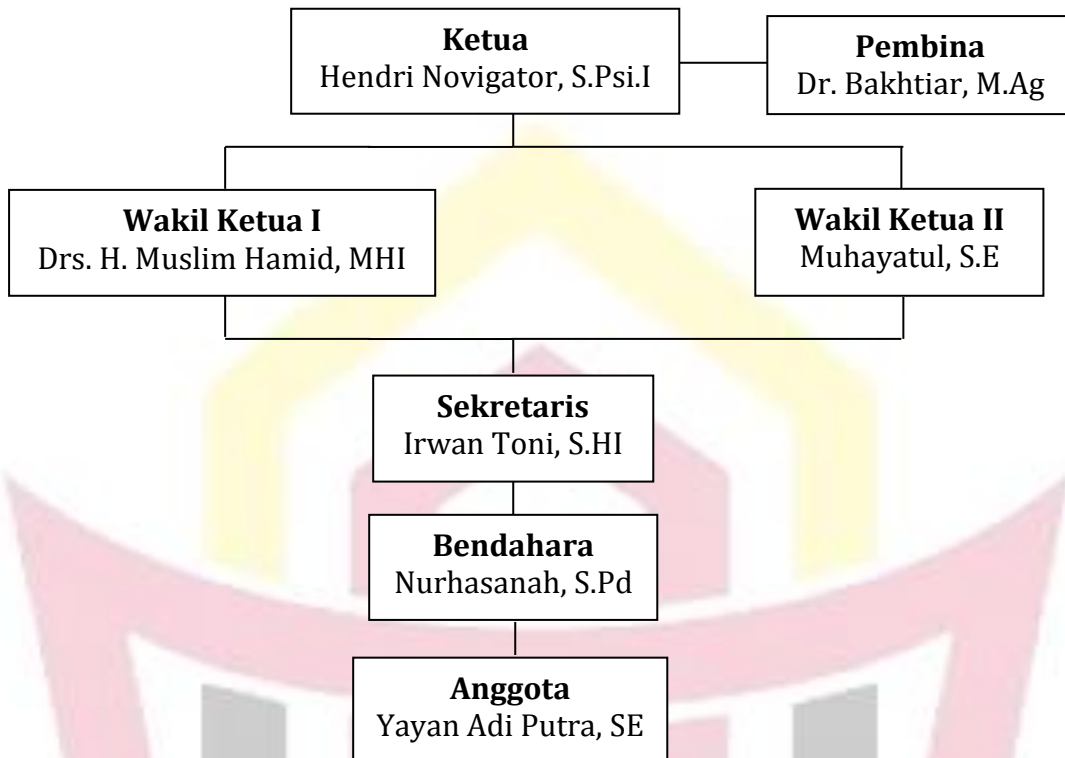 Ketua
Hendri Novigator, S.Psi.I
Pembina
Dr. Bakhtiar, M.Ag
Wakil Ketua I
Drs. H. Muslim Hamid, MHI
Wakil Ketua II
Muhayatul, S.E
Sekretaris
Irwan Toni, S.HI
Bendahara
Nurhasanah, S.Pd
Anggota
Yayan Adi Putra, SE